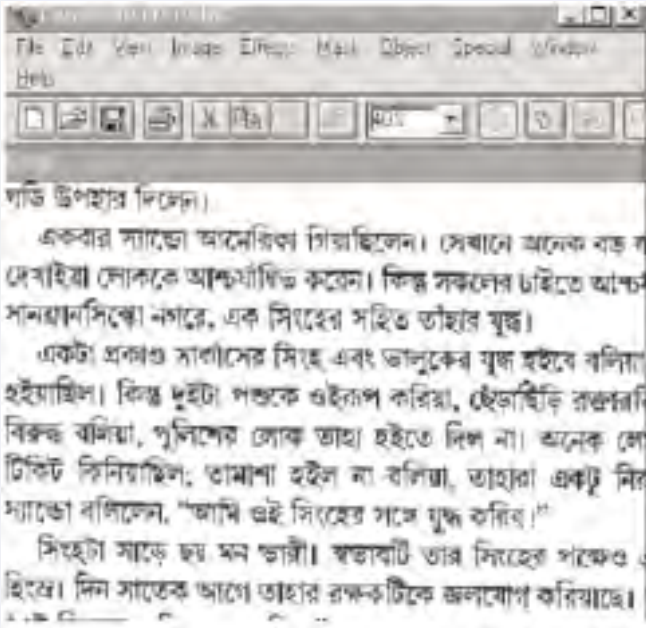 File Edit View Image Effects Mask Object Special Window
Help
ঘড়ি উপহার দিলেন।
একবার স্যান্ডো আমেরিকা গিয়াছিলেন। সেখানে অনেক বড়
দেখাইয়া লোককে আশ্চর্যান্বিত করেন। কিন্তু সকলের চাইতে
সানফ্রানসিস্কো নগরে, এক সিংহের সহিত তাঁহার যুদ্ধ।
একটা প্রকাণ্ড সার্কাসের সিংহ এবং ভালুকের যুদ্ধ হইবে বলিয়া
হইয়াছিল। কিন্তু দুইটা পশুকে ওইরূপ করিয়া, ছেঁড়াছিঁড়ি
বিরুদ্ধ বলিয়া, পুলিশের লোক তাহা হইতে দিল না। অনেক
টিকিট কিনিয়াছিল; তামাশা হইল না বলিয়া, তাহারা একটু
স্যান্ডো বলিলেন, “আমি ওই সিংহের সঙ্গে যুদ্ধ করিব।”
সিংহটা সাড়ে ছয় মন ভারী। স্বভাবটি তার সিংহের পক্ষেও
হিংস্র। দিন সাতেক আগে তাহার রক্ষকটিকে জলযোগ করিয়াছে।